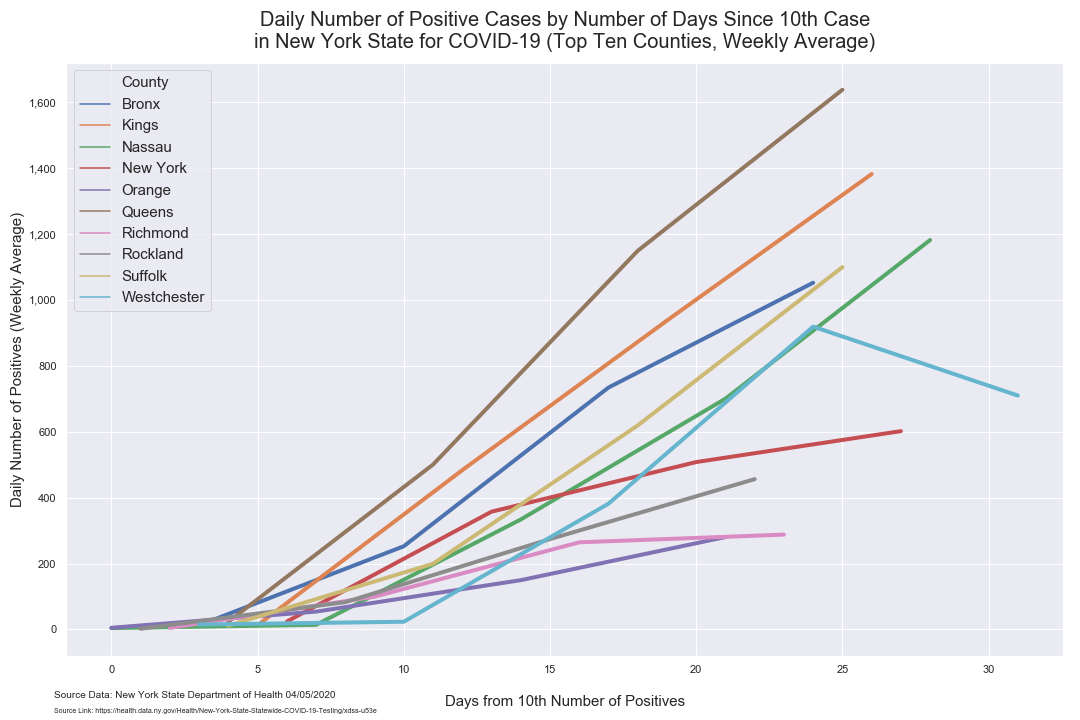 Daily Number of Positive Cases by Number of Days Since 10th Case
in New York State for COVID-19 (Top Ten Counties, Weekly Average)
County
Bronx
Kings
Nassau
New York
Orange
Queens
Richmond
Rockland
Suffolk
Westchester
1,600
1,400
1,200
1,000
800
600
400
200
0
Daily Number of Positives (Weekly Average)
0 5 10 15 20 25 30
Days from 10th Number of Positives
Source Data: New York State Department of Health 04/05/2020
Source Link: https://health.data.ny.gov/Health/New-York-State-Statewide-COVID-19-Testing/xdss-u53e